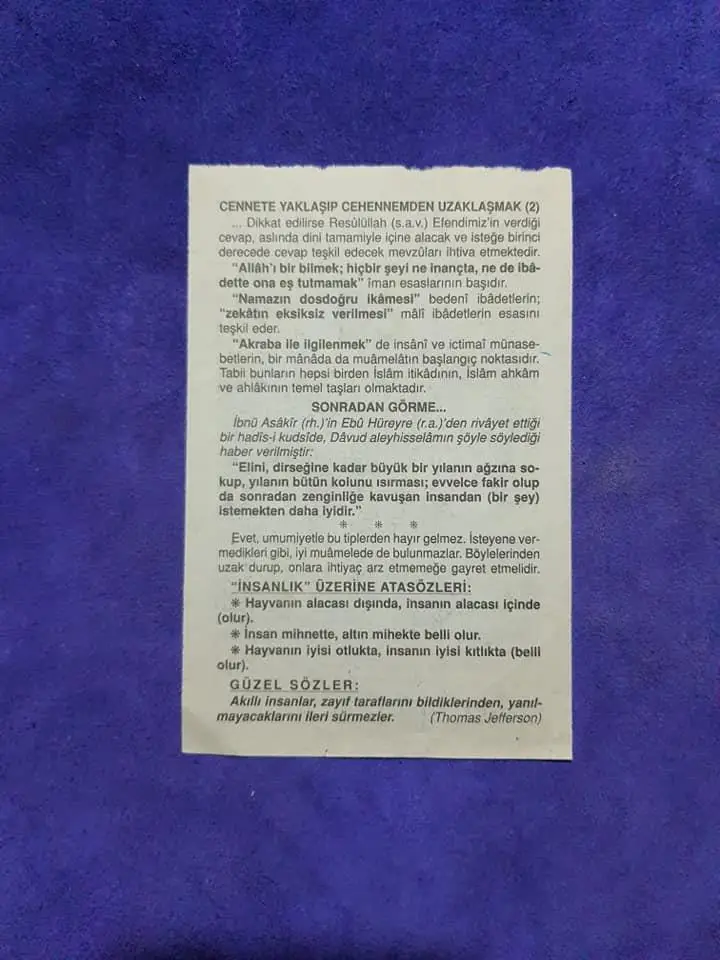 CENNETE YAKLAŞIP CEHENNEMDEN UZAKLAŞMAK (2)
... Dikkat edilirse Resûlüllah (s.a.v.) Efendimiz'in verdiği
cevap, aslında dini tamamiyle içine alacak ve isteğe birinci
derecede cevap teşkil edecek mevzûları ihtiva etmektedir.
"Allâh'ı bir bilmek; hiçbir şeyi ne inançta, ne de ibâ-
dette ona eş tutmamak" îman esaslarının başıdır.
"Namazın dosdoğru ikâmesi" bedenî ibâdetlerin;
"zekâtın eksiksiz verilmesi" mâlî ibâdetlerin esasını
teşkil eder.
"Akraba ile ilgilenmek" de insânî ve ictimaî münase-
betlerin, bir mânâda da muâmelâtın başlangıç noktasıdır.
Tabii bunların hepsi birden İslâm itikâdının, İslâm ahkâm
ve ahlâkının temel taşları olmaktadır.
SONRADAN GÖRME...
İbnü Asâkîr (rh.)'in Ebû Hüreyre (r.a.)'den rivâyet ettiği
bir hadîs-i kudsîde, Dâvud aleyhisselâmın şöyle söylediği
haber verilmiştir:
"Elini, dirseğine kadar büyük bir yılanın ağzına so-
kup, yılanın bütün kolunu ısırması; evvelce fakir olup
da sonradan zenginliğe kavuşan insandan (bir şey)
istemekten daha iyidir."
* * *
Evet, umumiyetle bu tiplerden hayır gelmez. İsteyene ver-
medikleri gibi, iyi muâmelede de bulunmazlar. Böylelerinden
uzak durup, onlara ihtiyaç arz etmemeğe gayret etmelidir.
"İNSANLIK" ÜZERİNE ATASÖZLERİ:
* Hayvanın alacası dışında, insanın alacası içinde
(olur).
* İnsan mihnette, altın mihekte belli olur.
* Hayvanın iyisi otlukta, insanın iyisi kıtlıkta (belli
olur).
GÜZEL SÖZLER:
Akıllı insanlar, zayıf taraflarını bildiklerinden, yanıl-
mayacaklarını ileri sürmezler. (Thomas Jefferson)